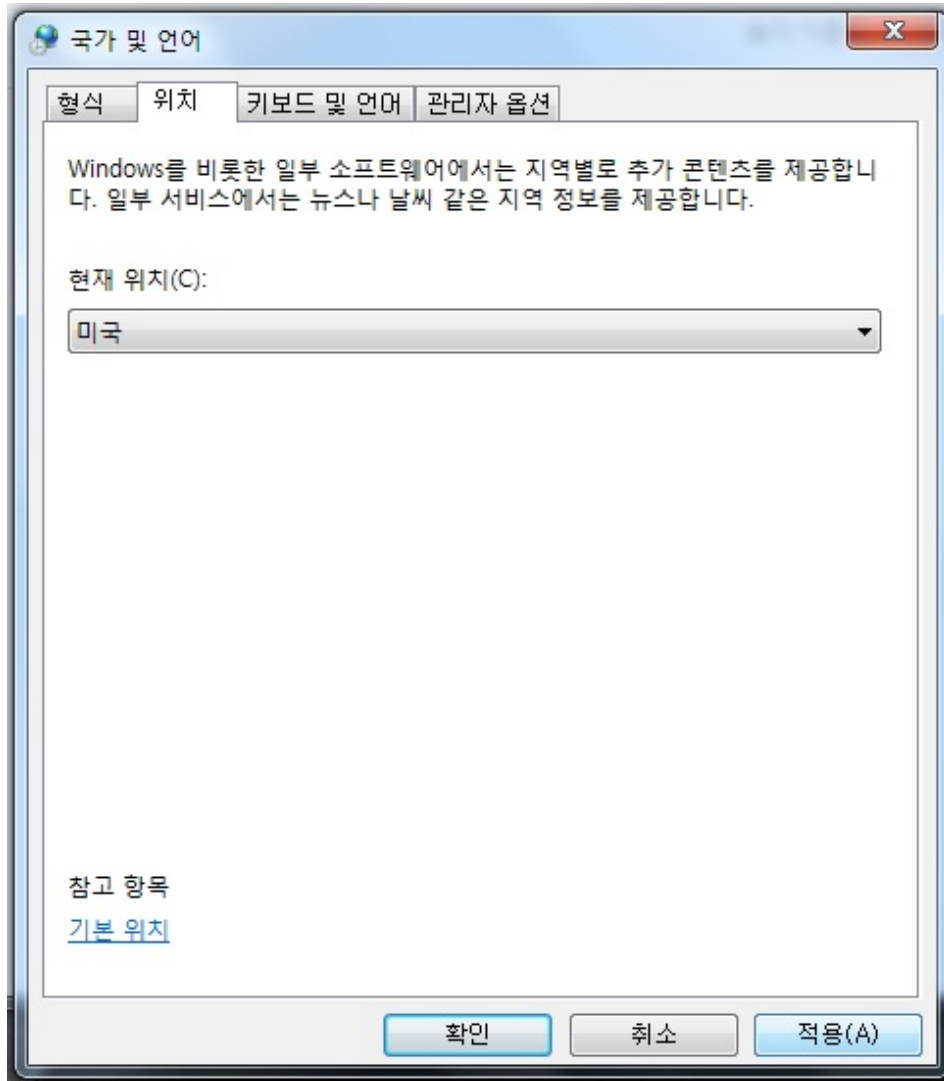 국가 및 언어
형식 위치 키보드 및 언어 관리자 옵션
Windows를 비롯한 일부 소프트웨어에서는 지역별로 추가 콘텐츠를 제공합니
다. 일부 서비스에서는 뉴스나 날씨 같은 지역 정보를 제공합니다.
현재 위치(C):
미국
참고 항목
기본 위치
확인 취소 적용(A)